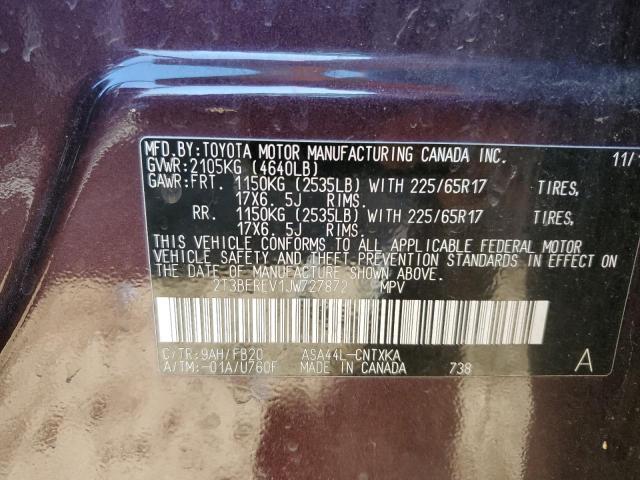 MFD.BY:TOYOTA MOTOR MANUFACTURING CANADA INC. 11/1
GVWR:2105KG (4640LB)
GAWR:FRT. 1150KG (2535LB) WITH 225/65R17 TIRES,
17X6.5J RIMS.
RR. 1150KG (2535LB) WITH 225/65R17 TIRES,
17X6.5J RIMS.
THIS VEHICLE CONFORMS TO ALL APPLICABLE FEDERAL MOTOR
VEHICLE SAFETY AND THEFT PREVENTION STANDARDS IN EFFECT
ON THE DATE OF MANUFACTURE SHOWN ABOVE.
2T3BEREV1JW727872 MPV
C/TR:9AH/FB20 ASA44L-CNTXKA
A/TM:-01A/U760F MADE IN CANADA 738 A